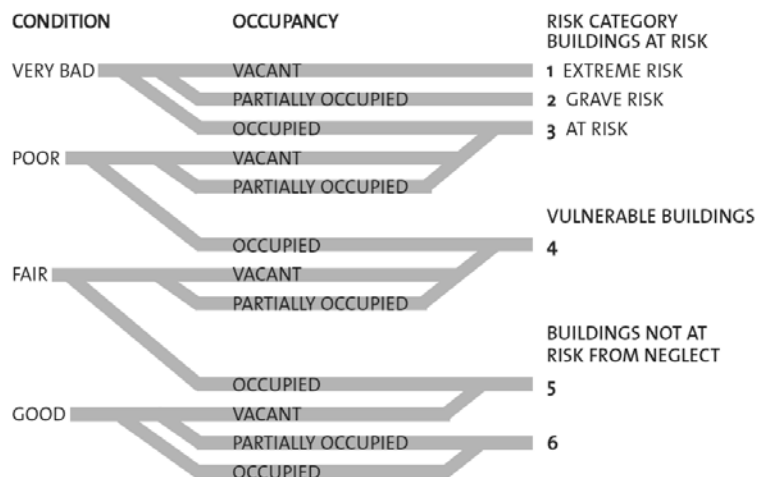 CONDITION OCCUPANCY RISK CATEGORY
BUILDINGS AT RISK
VERY BAD VACANT 1 EXTREME RISK
PARTIALLY OCCUPIED 2 GRAVE RISK
OCCUPIED 3 AT RISK
POOR VACANT
PARTIALLY OCCUPIED
VULNERABLE BUILDINGS
OCCUPIED 4
FAIR VACANT
PARTIALLY OCCUPIED
BUILDINGS NOT AT
RISK FROM NEGLECT
OCCUPIED 5
GOOD VACANT
PARTIALLY OCCUPIED 6
OCCUPIED